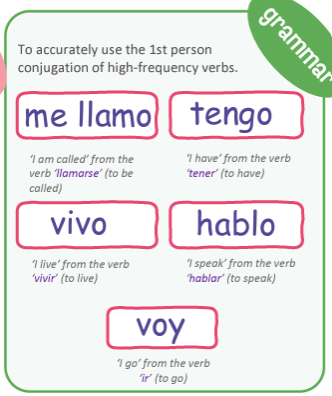 grammar
To accurately use the 1st person
conjugation of high-frequency verbs.
me llamo
tengo
'I am called' from the
verb 'llamarse' (to be
called)
'I have' from the verb
'tener' (to have)
vivo
hablo
'I live' from the verb
'vivir' (to live)
'I speak' from the verb
'hablar' (to speak)
voy
'I go' from the verb
'ir' (to go)